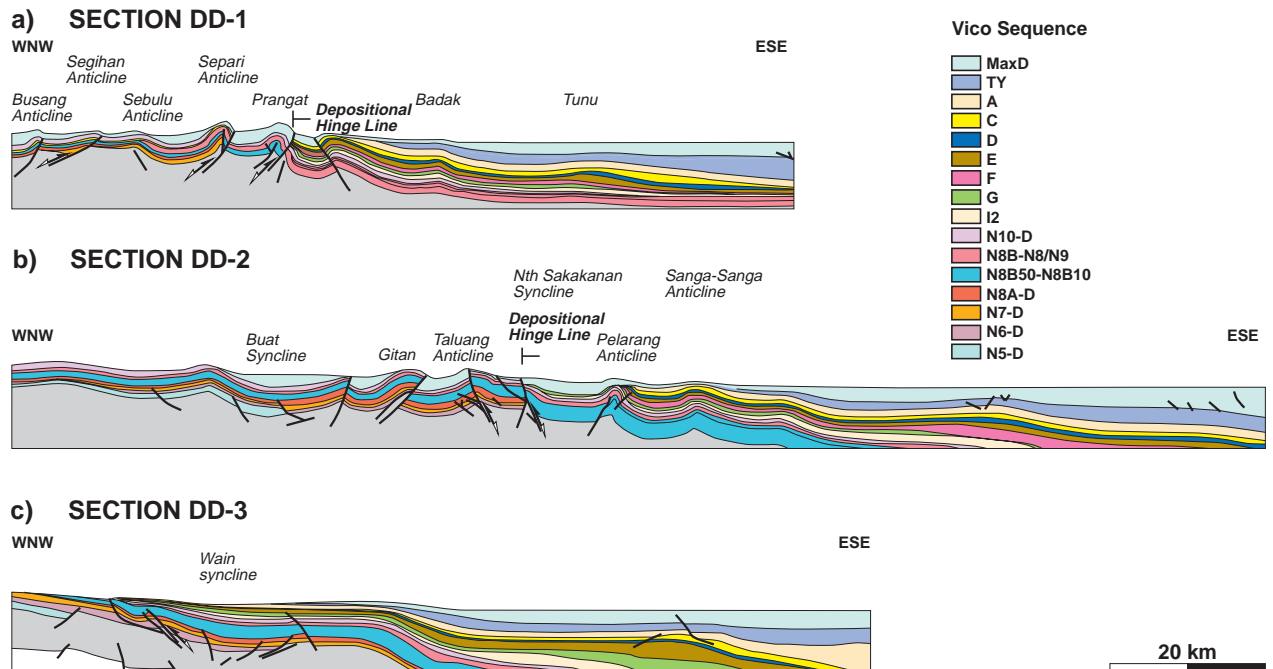 a) SECTION DD-1
WNW
ESE
Segihan
Anticline
Separi
Anticline
Busang
Anticline
Sebulu
Anticline
Prangat
Depositional
Hinge Line
Badak
Tunu
Vico Sequence
MaxD
TY
A
C
D
E
F
G
I2
N10-D
N8B-N8/N9
N8B50-N8B10
N8A-D
N7-D
N6-D
N5-D
b) SECTION DD-2
WNW
ESE
Nth Sakakanan
Syncline
Sanga-Sanga
Anticline
Buat
Syncline
Gitan
Taluang
Anticline
Depositional
Hinge Line
Pelarang
Anticline
c) SECTION DD-3
WNW
ESE
Wain
syncline
20 km